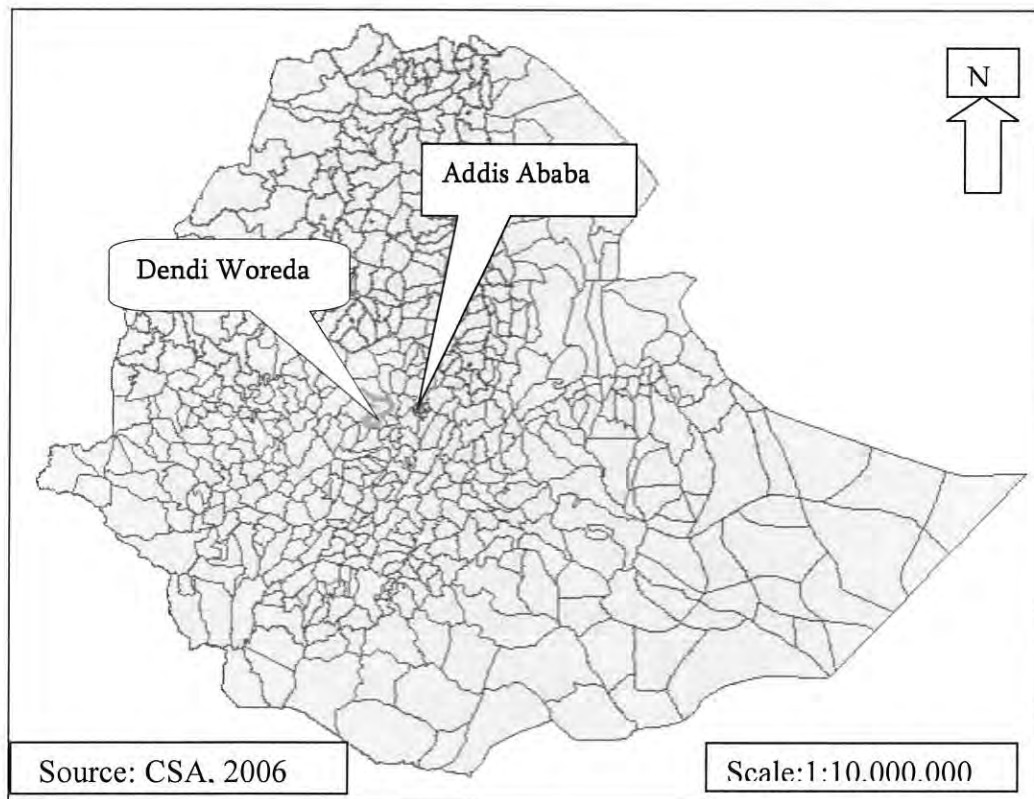 N
Addis Ababa
Dendi Woreda
Source: CSA, 2006
Scale:1:10.000.000